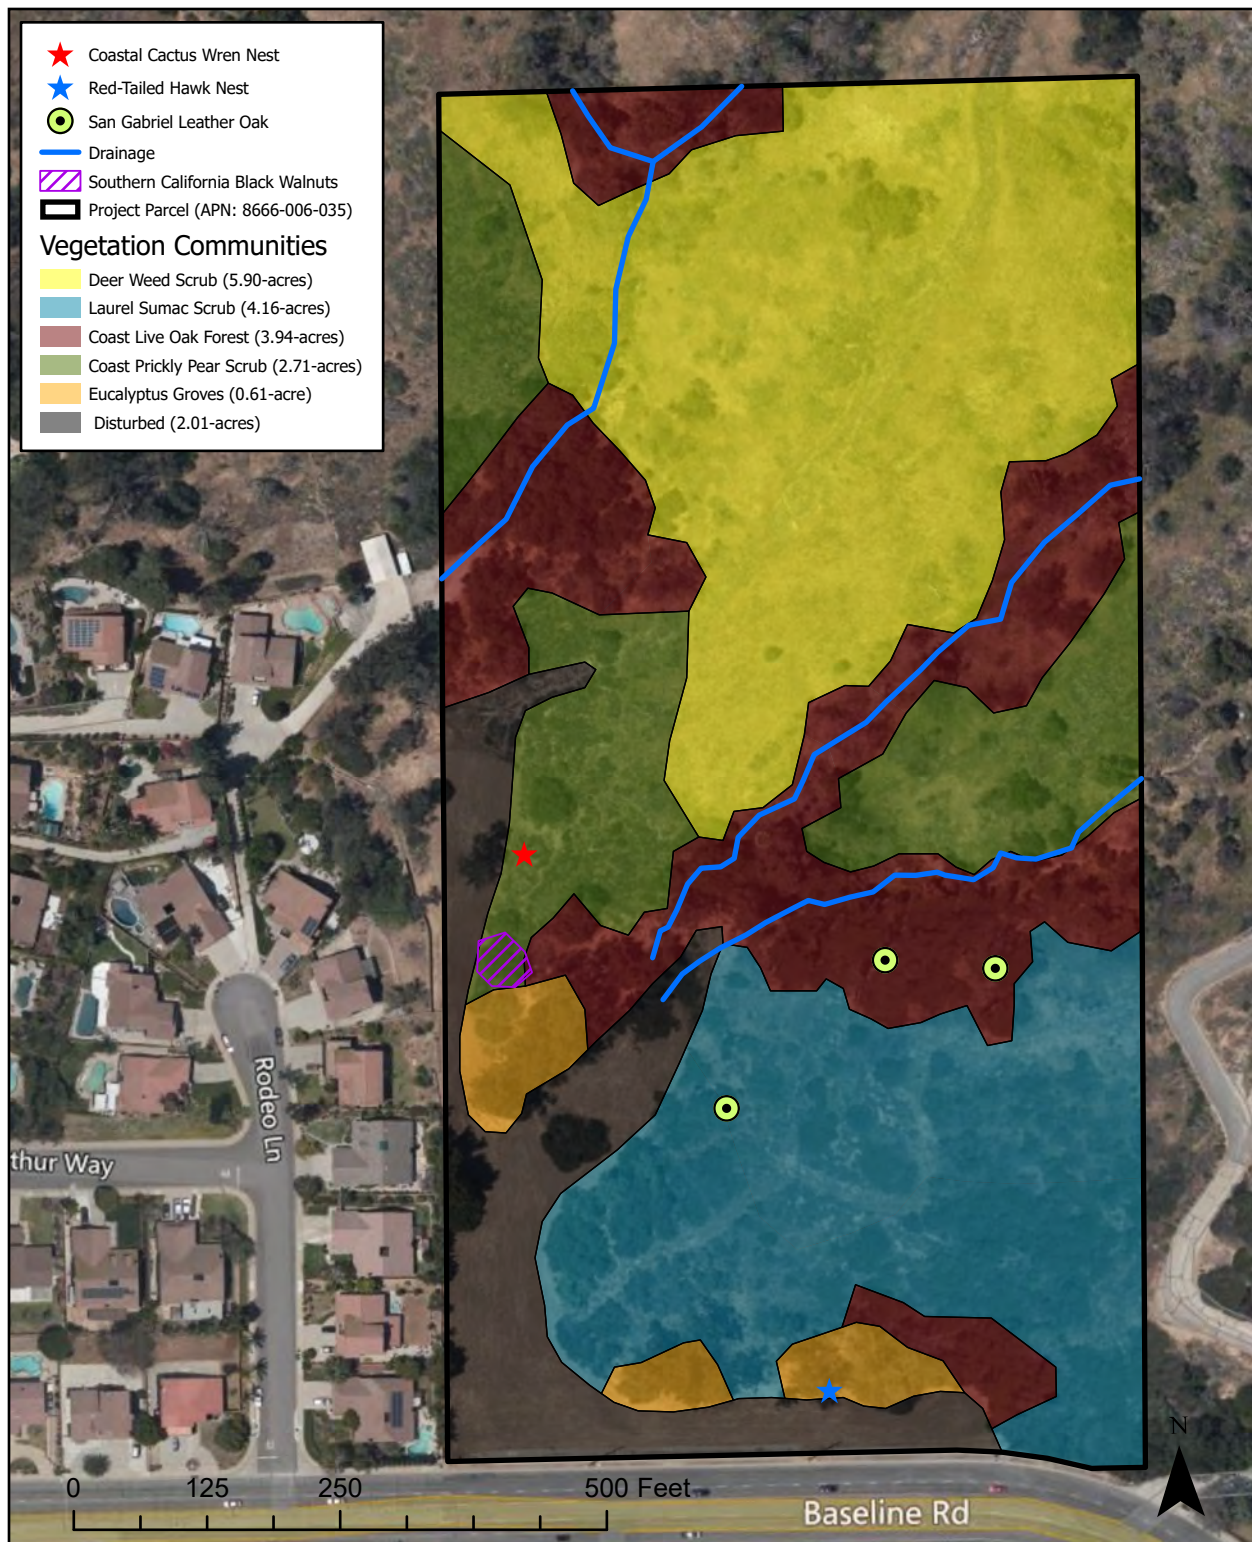 Coastal Cactus Wren Nest
Red-Tailed Hawk Nest
San Gabriel Leather Oak
Drainage
Southern California Black Walnuts
Project Parcel (APN: 8666-006-035)
Vegetation Communities
Deer Weed Scrub (5.90-acres)
Laurel Sumac Scrub (4.16-acres)
Coast Live Oak Forest (3.94-acres)
Coast Prickly Pear Scrub (2.71-acres)
Eucalyptus Groves (0.61-acre)
Disturbed (2.01-acres)
Rodeo Ln
thur Way
N
0 125 250 500 Feet
Baseline Rd